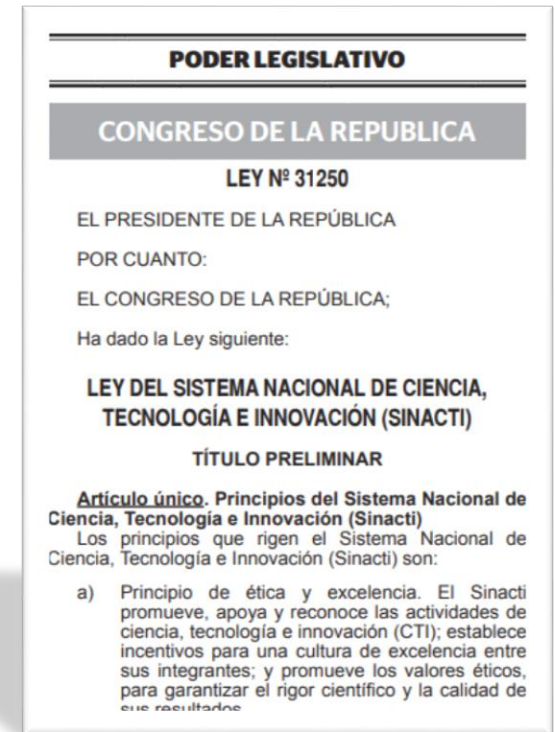 PODER LEGISLATIVO
CONGRESO DE LA REPUBLICA
LEY Nº 31250
EL PRESIDENTE DE LA REPÚBLICA
POR CUANTO:
EL CONGRESO DE LA REPÚBLICA;
Ha dado la Ley siguiente:
LEY DEL SISTEMA NACIONAL DE CIENCIA,
TECNOLOGÍA E INNOVACIÓN (SINACTI)
TÍTULO PRELIMINAR
Artículo único. Principios del Sistema Nacional de
Ciencia, Tecnología e Innovación (Sinacti)
Los principios que rigen el Sistema Nacional de
Ciencia, Tecnología e Innovación (Sinacti) son:
a) Principio de ética y excelencia. El Sinacti
promueve, apoya y reconoce las actividades de
ciencia, tecnología e innovación (CTI); establece
incentivos para una cultura de excelencia entre
sus integrantes; y promueve los valores éticos,
para garantizar el rigor científico y la calidad de
sus resultados